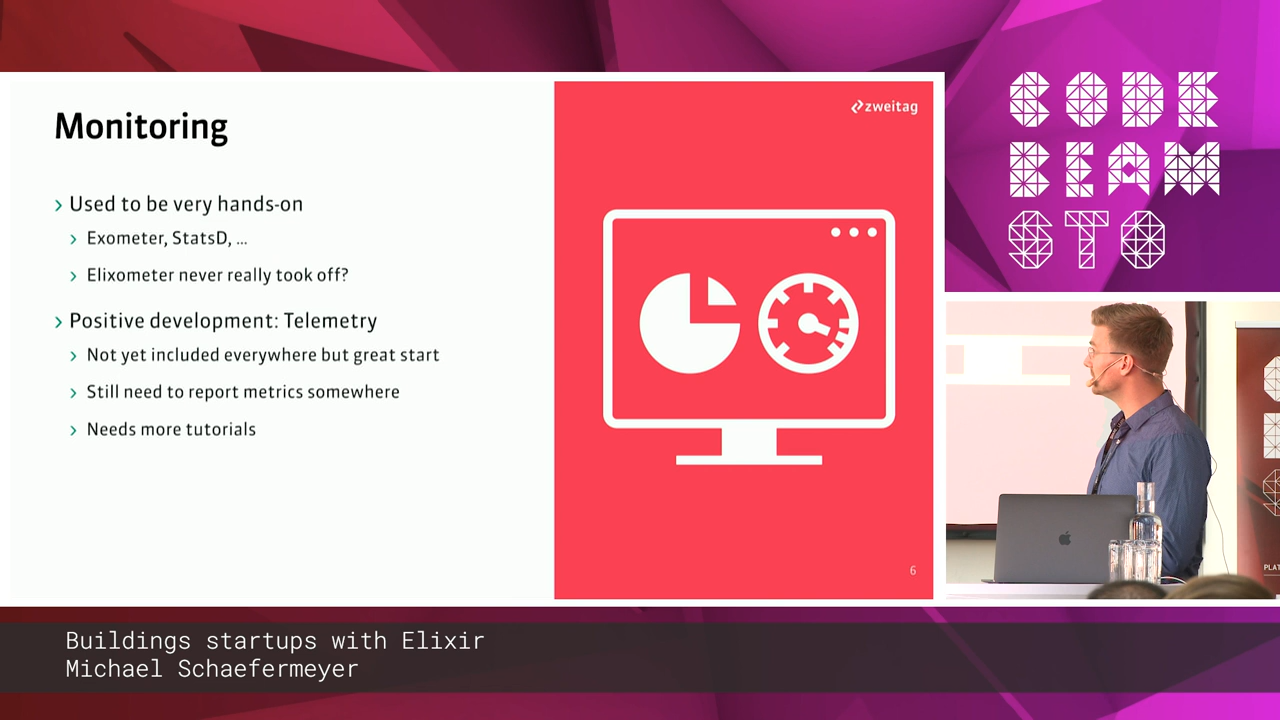 Monitoring
› Used to be very hands-on
› Exometer, StatsD, ...
› Elixometer never really took off?
› Positive development: Telemetry
› Not yet included everywhere but great start
› Still need to report metrics somewhere
› Needs more tutorials
zweitag
6
CODE
BEAM
STO
PLAT
Buildings startups with Elixir
Michael Schaefermeyer